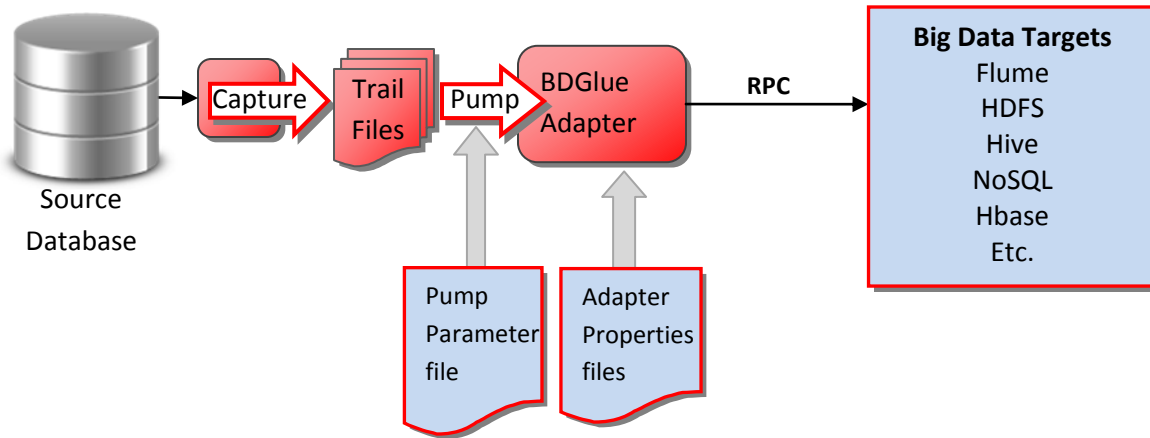 Source
Database
Capture
Trail
Files
Pump
BDGlue
Adapter
RPC
Big Data Targets
Flume
HDFS
Hive
NoSQL
Hbase
Etc.
Pump
Parameter
file
Adapter
Properties
files